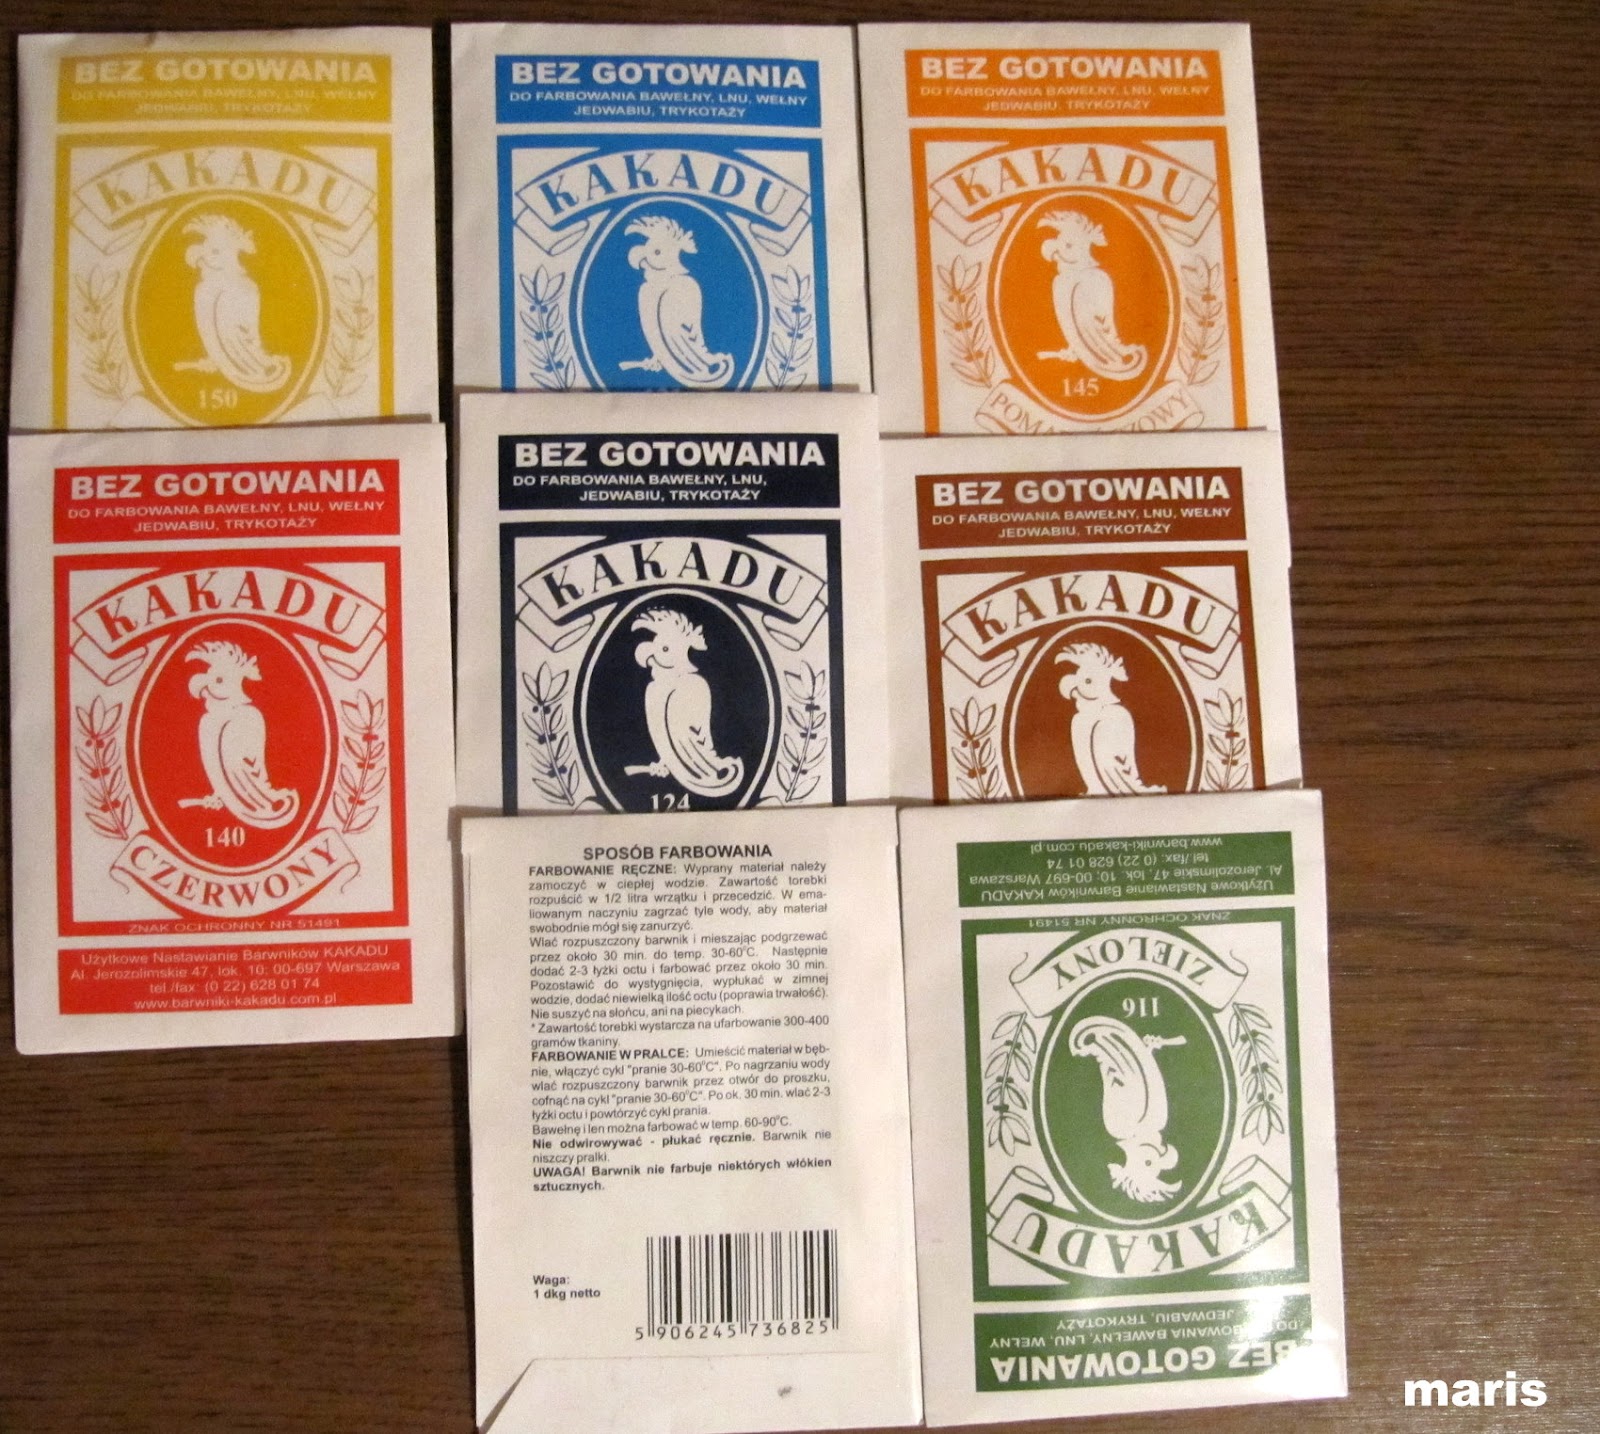 BEZ GOTOWANIA
DO FARBOWANIA BAWEŁNY, LNU, WEŁNY
JEDWABIU, TRYKOTAŻY
KAKADU
150
BEZ GOTOWANIA
DO FARBOWANIA BAWEŁNY, LNU, WEŁNY
JEDWABIU, TRYKOTAŻY
KAKADU
BEZ GOTOWANIA
DO FARBOWANIA BAWEŁNY, LNU, WEŁNY
JEDWABIU, TRYKOTAŻY
KAKADU
145
BEZ GOTOWANIA
DO FARBOWANIA BAWEŁNY, LNU, WEŁNY
JEDWABIU, TRYKOTAŻY
KAKADU
140
CZERWONY
ZNAK OCHRONNY NR 51491
Użytkowe Nastawianie Barwników KAKADU
Al. Jerozolimskie 47, lok. 10; 00-697 Warszawa
tel./fax: (0 22) 628 01 74
www.barwniki-kakadu.com.pl
BEZ GOTOWANIA
DO FARBOWANIA BAWEŁNY, LNU,
JEDWABIU, TRYKOTAŻY
KAKADU
124
BEZ GOTOWANIA
DO FARBOWANIA BAWEŁNY, LNU, WEŁNY
JEDWABIU, TRYKOTAŻY
KAKADU
SPOSÓB FARBOWANIA
FARBOWANIE RĘCZNE: Wyprany materiał należy
zamoczyć w ciepłej wodzie. Zawartość torebki
rozpuścić w 1/2 litra wrzątku i przecedzić. W ema-
liowanym naczyniu zagrzać tyle wody, aby materiał
swobodnie mógł się zanurzyć.
Wlać rozpuszczony barwnik i mieszając podgrzewać
przez około 30 min. do temp. 30-60°C. Następnie
dodać 2-3 łyżki octu i farbować przez około 30 min.
Pozostawić do wystygnięcia, wypłukać w zimnej
wodzie, dodać niewielką ilość octu (poprawia trwałość).
Nie suszyć na słońcu, ani na piecykach.
* Zawartość torebki wystarcza na ufarbowanie 300-400
gramów tkaniny.
FARBOWANIE W PRALCE: Umieścić materiał w bęb-
nie, włączyć cykl "pranie 30-60°C". Po nagrzaniu wody
wlać rozpuszczony barwnik przez otwór do proszku,
cofnąć na cykl "pranie 30-60°C". Po ok. 30 min. wlać 2-3
łyżki octu i powtórzyć cykl prania.
Bawełnę i len można farbować w temp. 60-90°C.
Nie odwirowywać - płukać ręcznie. Barwnik nie
niszczy pralki.
UWAGA! Barwnik nie farbuje niektórych włókien
sztucznych.
Waga:
1 dkg netto
5 906245 736825
BEZ GOTOWANIA
DO FARBOWANIA BAWEŁNY, LNU, WEŁNY
JEDWABIU, TRYKOTAŻY
KAKADU
116
ZIELONY
ZNAK OCHRONNY NR 51491
Użytkowe Nastawianie Barwników KAKADU
Al. Jerozolimskie 47, lok. 10; 00-697 Warszawa
tel./fax: (0 22) 628 01 74
www.barwniki-kakadu.com.pl
maris